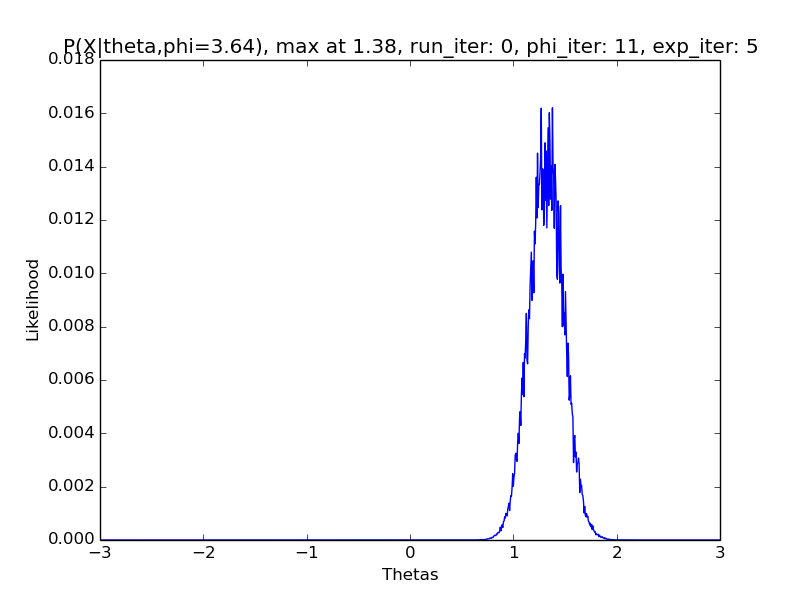 P(X|theta,phi=3.64), max at 1.38, run_iter: 0, phi_iter: 11, exp_iter: 5
0.018
0.016
0.014
0.012
0.010
0.008
0.006
0.004
0.002
0.000
Likelihood
−3 −2 −1 0 1 2 3
Thetas